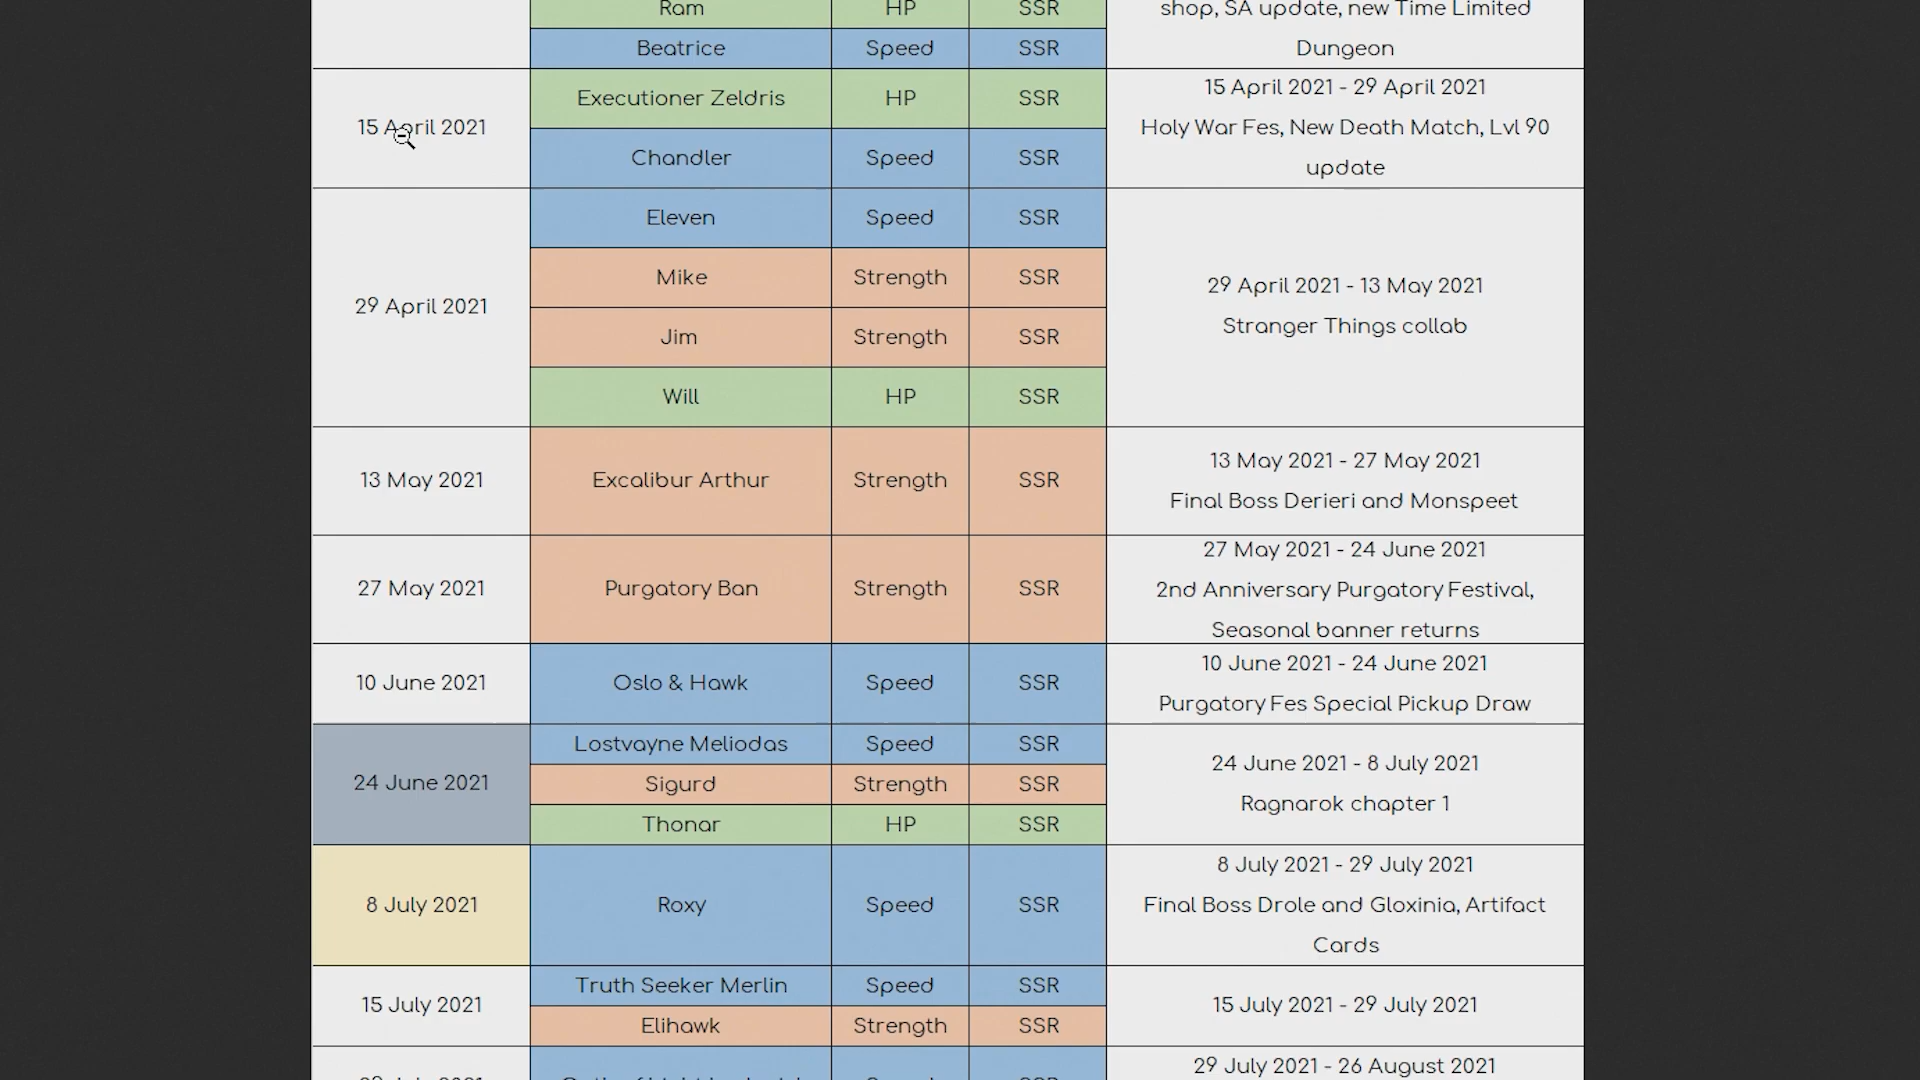 Ram HP SSR shop, SA update, new Time Limited
Beatrice Speed SSR Dungeon
15 April 2021
Executioner Zeldris HP SSR
Chandler Speed SSR
15 April 2021 - 29 April 2021
Holy War Fes, New Death Match, Lvl 90
update
29 April 2021
Eleven Speed SSR
Mike Strength SSR
Jim Strength SSR
Will HP SSR
29 April 2021 - 13 May 2021
Stranger Things collab
13 May 2021
Excalibur Arthur Strength SSR
13 May 2021 - 27 May 2021
Final Boss Derieri and Monspeet
27 May 2021
Purgatory Ban Strength SSR
27 May 2021 - 24 June 2021
2nd Anniversary Purgatory Festival,
Seasonal banner returns
10 June 2021
Oslo & Hawk Speed SSR
10 June 2021 - 24 June 2021
Purgatory Fes Special Pickup Draw
24 June 2021
Lostvayne Meliodas Speed SSR
Sigurd Strength SSR
Thonar HP SSR
24 June 2021 - 8 July 2021
Ragnarok chapter 1
8 July 2021
Roxy Speed SSR
8 July 2021 - 29 July 2021
Final Boss Drole and Gloxinia, Artifact
Cards
15 July 2021
Truth Seeker Merlin Speed SSR
Elihawk Strength SSR
15 July 2021 - 29 July 2021
29 July 2021 - 26 August 2021